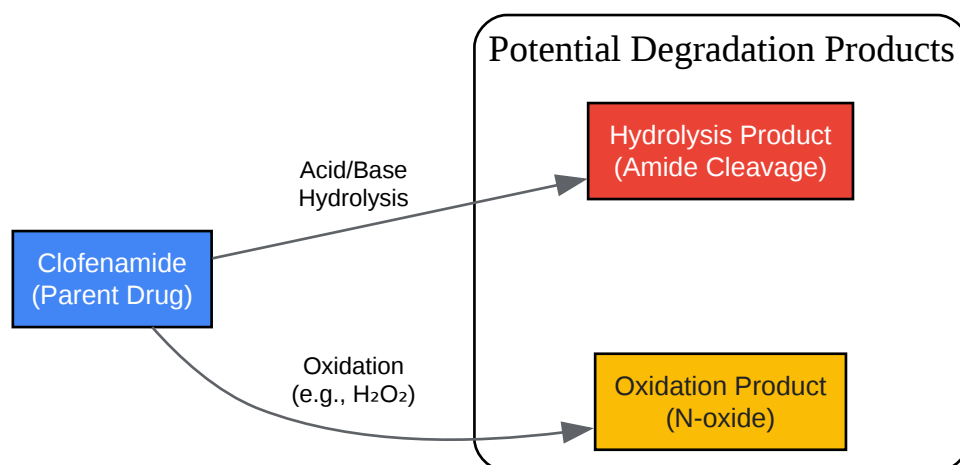 Potential Degradation Products
Hydrolysis Product
(Amide Cleavage)
Acid/Base
Hydrolysis
Clofenamide
(Parent Drug)
Oxidation
(e.g., H₂O₂)
Oxidation Product
(N-oxide)